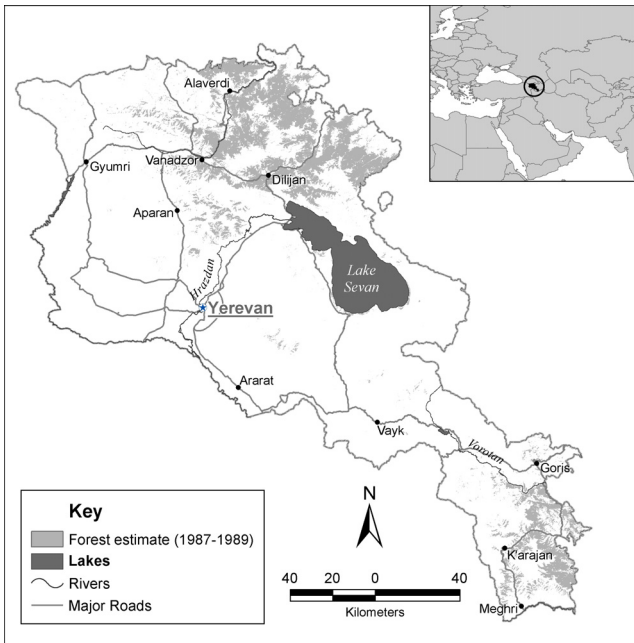 Alaverdi
Vanadzor
Gyumri
Dilijan
Aparan
Hrazdan
Lake
Sevan
Yerevan
Ararat
Vayk
Vorotan
Goris
K'arajan
Meghri
Key
Forest estimate (1987-1989)
Lakes
Rivers
Major Roads
N
40 20 0 40
Kilometers